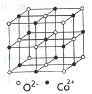 ○ O²⁻ ● Co²⁺